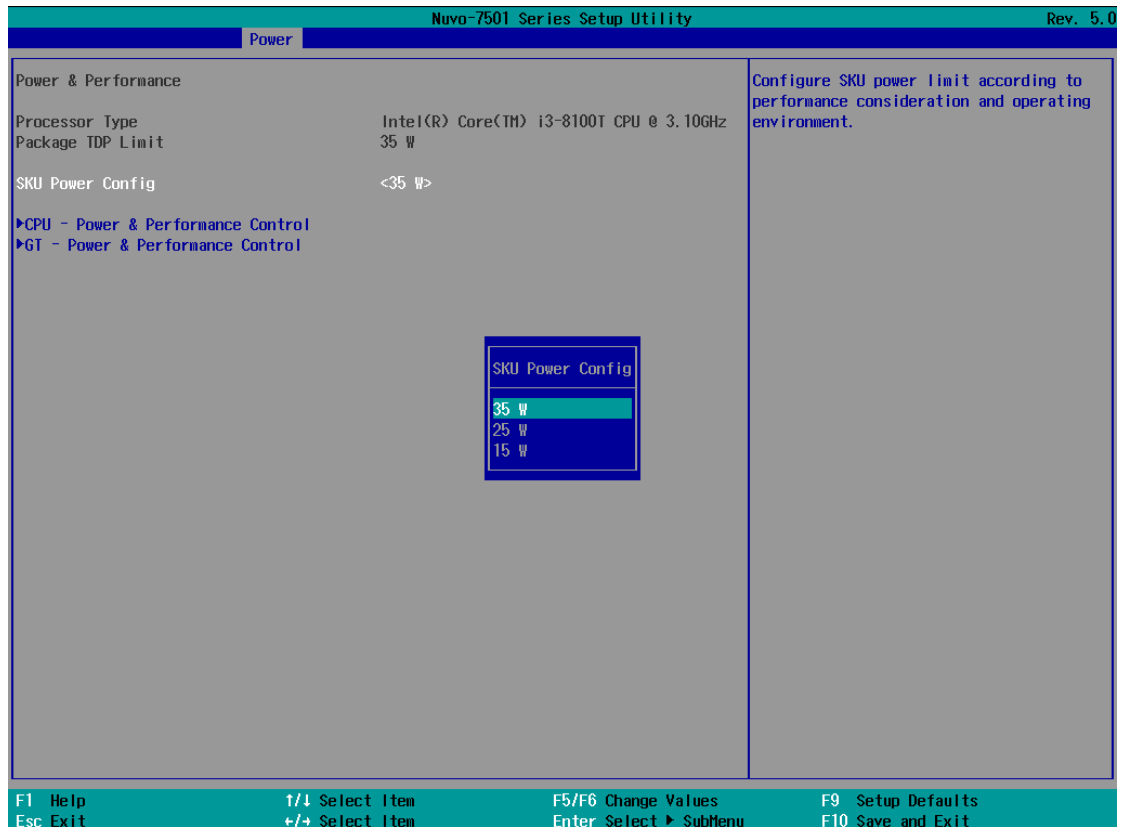 Nuvo-7501 Series Setup Utility Rev. 5.0
Power
Power & Performance
Processor Type Intel(R) Core(TM) i3-8100T CPU @ 3.10GHz
Package TDP Limit 35 W
SKU Power Config <35 W>
▶CPU - Power & Performance Control
▶GT - Power & Performance Control
Configure SKU power limit according to
performance consideration and operating
environment.
SKU Power Config
35 W
25 W
15 W
F1 Help ↑/↓ Select Item F5/F6 Change Values F9 Setup Defaults
Esc Exit ←/→ Select Item Enter Select ▶ SubMenu F10 Save and Exit